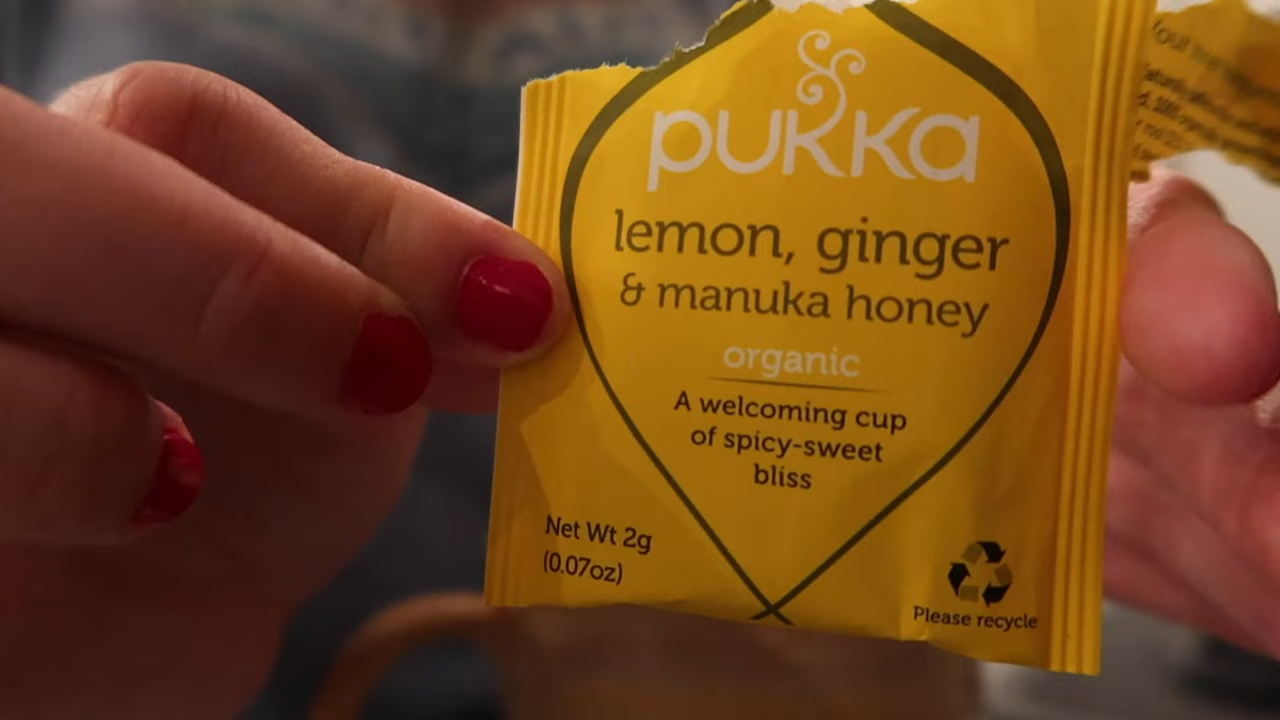 pukka
lemon, ginger
& manuka honey
organic
A welcoming cup
of spicy-sweet
bliss
Net Wt 2g
(0.07oz)
Please recycle